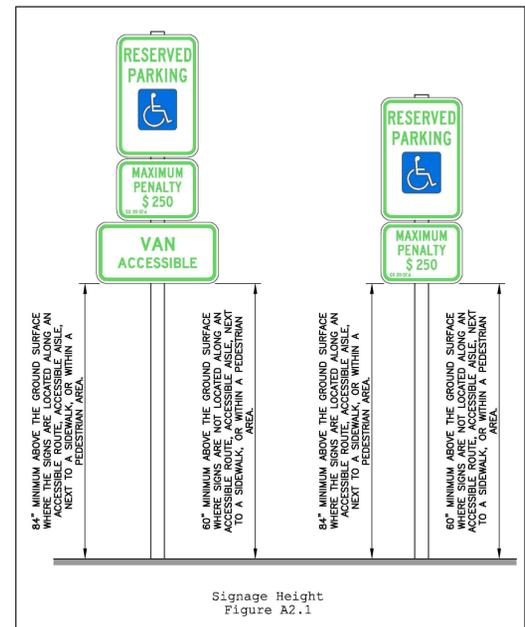 RESERVED
PARKING
MAXIMUM
PENALTY
$ 250
VAN
ACCESSIBLE
RESERVED
PARKING
MAXIMUM
PENALTY
$ 250
84" MINIMUM ABOVE THE GROUND SURFACE
WHERE THE SIGNS ARE LOCATED ALONG AN
ACCESSIBLE ROUTE, ACCESSIBLE AISLE,
NEXT TO A SIDEWALK, OR WITHIN A
PEDESTRIAN AREA.
60" MINIMUM ABOVE THE GROUND SURFACE
WHERE SIGNS ARE NOT LOCATED ALONG AN
ACCESSIBLE ROUTE, ACCESSIBLE AISLE, NEXT
TO A SIDEWALK, OR WITHIN A PEDESTRIAN
AREA.
84" MINIMUM ABOVE THE GROUND SURFACE
WHERE THE SIGNS ARE LOCATED ALONG AN
ACCESSIBLE ROUTE, ACCESSIBLE AISLE,
NEXT TO A SIDEWALK, OR WITHIN A
PEDESTRIAN AREA.
60" MINIMUM ABOVE THE GROUND SURFACE
WHERE SIGNS ARE NOT LOCATED ALONG AN
ACCESSIBLE ROUTE, ACCESSIBLE AISLE, NEXT
TO A SIDEWALK, OR WITHIN A PEDESTRIAN
AREA.
Signage Height
Figure A2.1